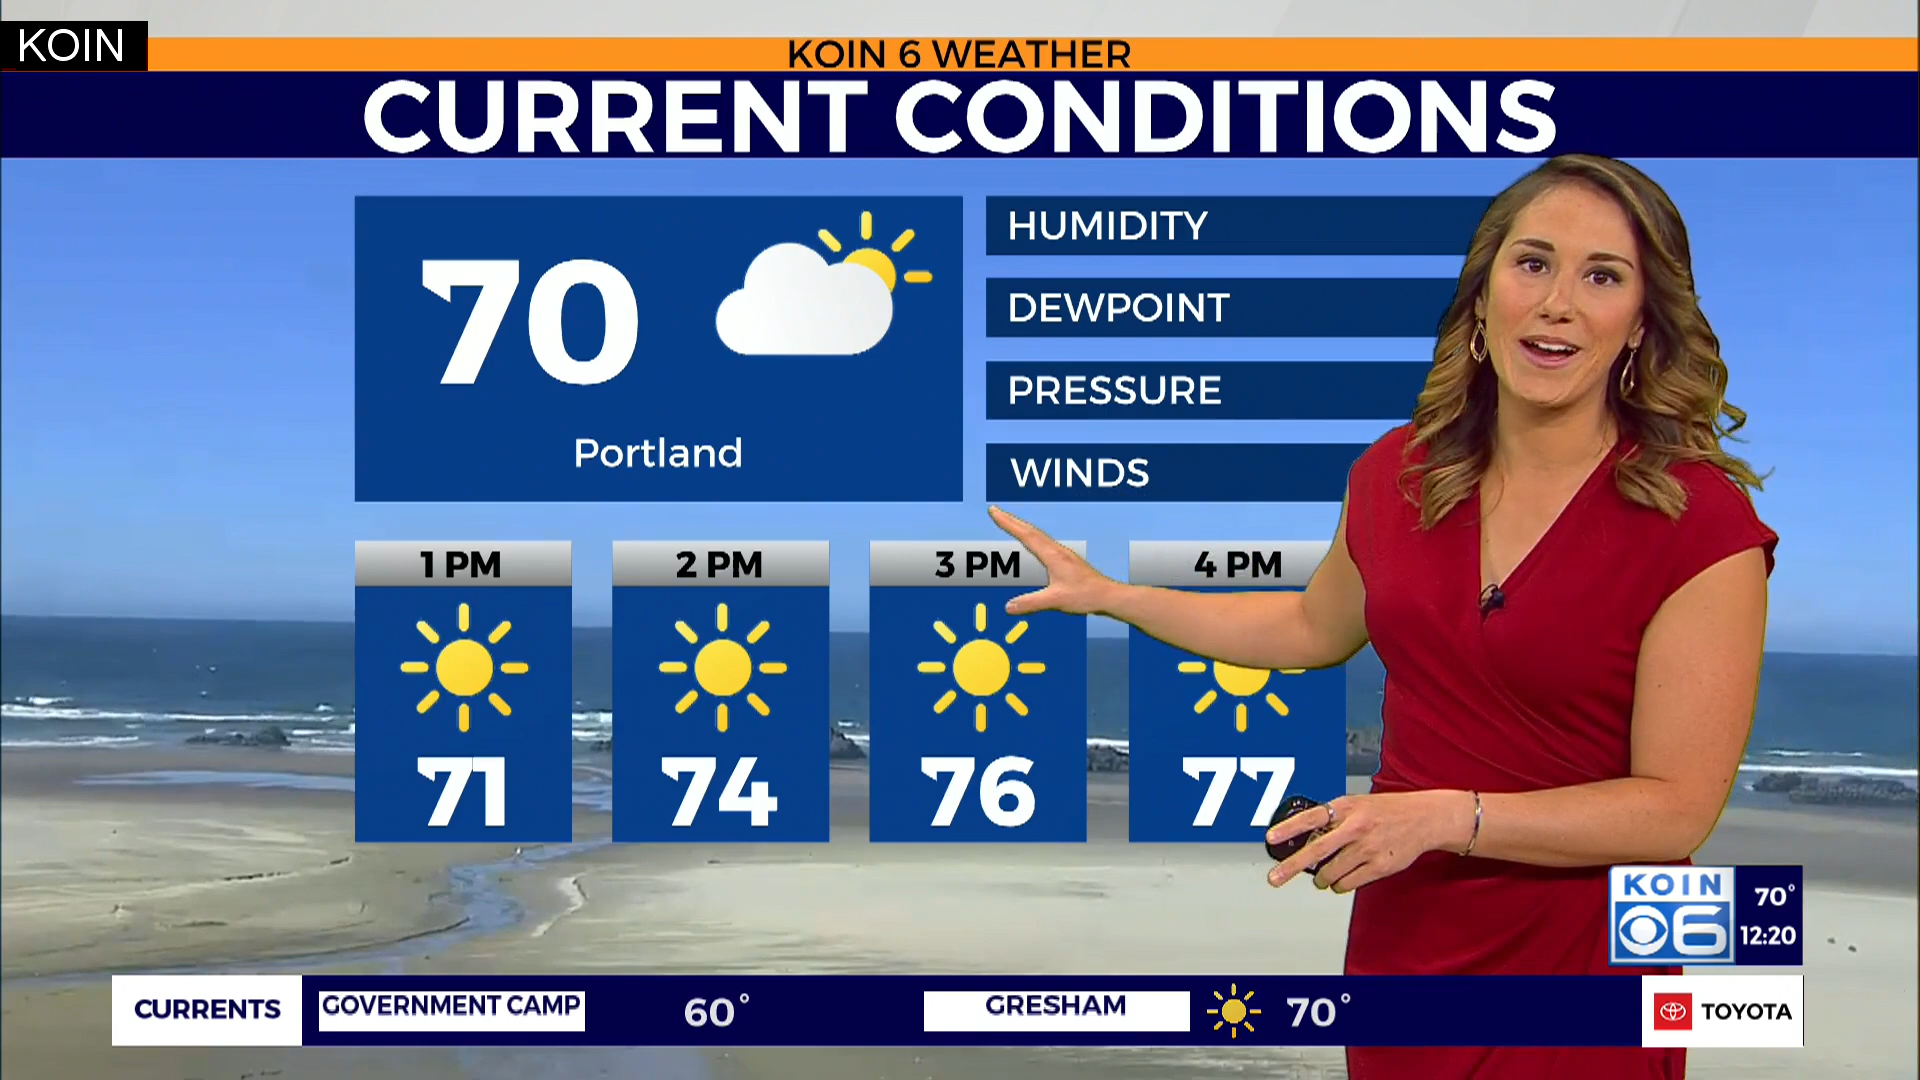 KOIN
KOIN 6 WEATHER
CURRENT CONDITIONS
70
Portland
HUMIDITY
DEWPOINT
PRESSURE
WINDS
1 PM
2 PM
3 PM
4 PM
71
74
76
77
KOIN
6
70°
12:20
CURRENTS
GOVERNMENT CAMP
60°
GRESHAM
70°
TOYOTA